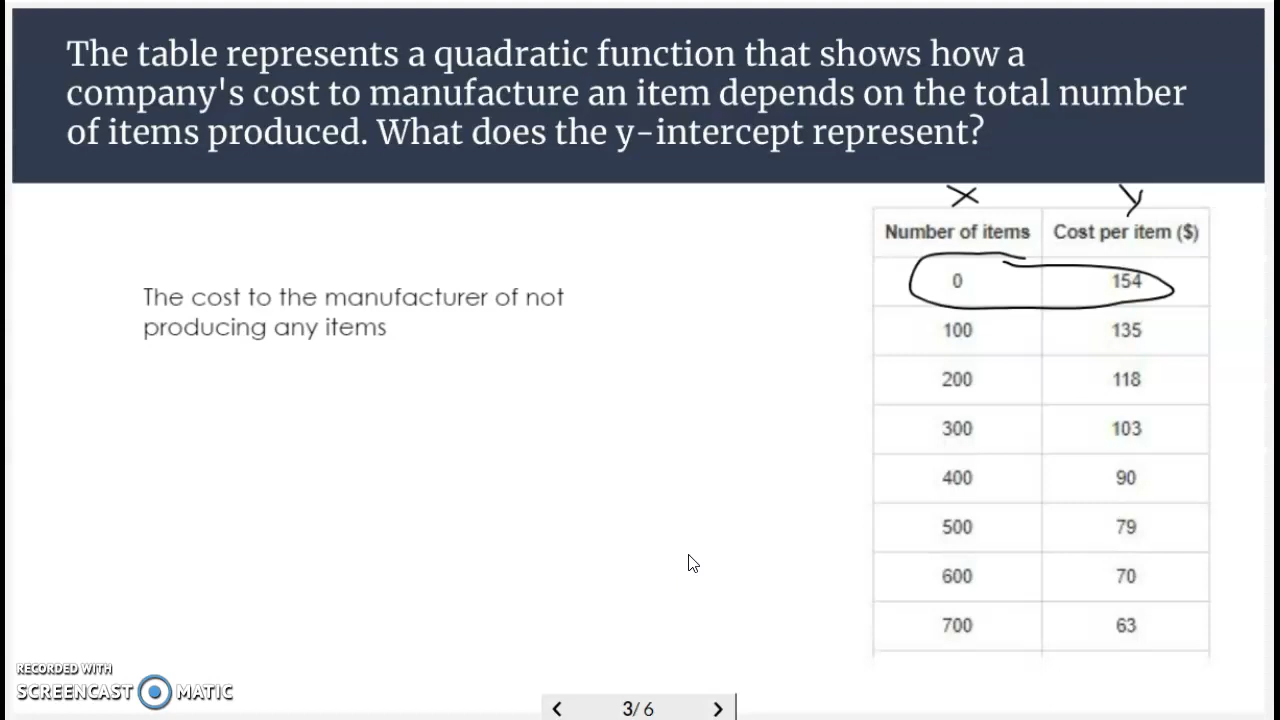 The table represents a quadratic function that shows how a
company's cost to manufacture an item depends on the total number
of items produced. What does the y-intercept represent?
The cost to the manufacturer of not
producing any items
X Y
Number of items Cost per item ($)
0 154
100 135
200 118
300 103
400 90
500 79
600 70
700 63
RECORDED WITH
SCREENCAST MATIC
3/ 6